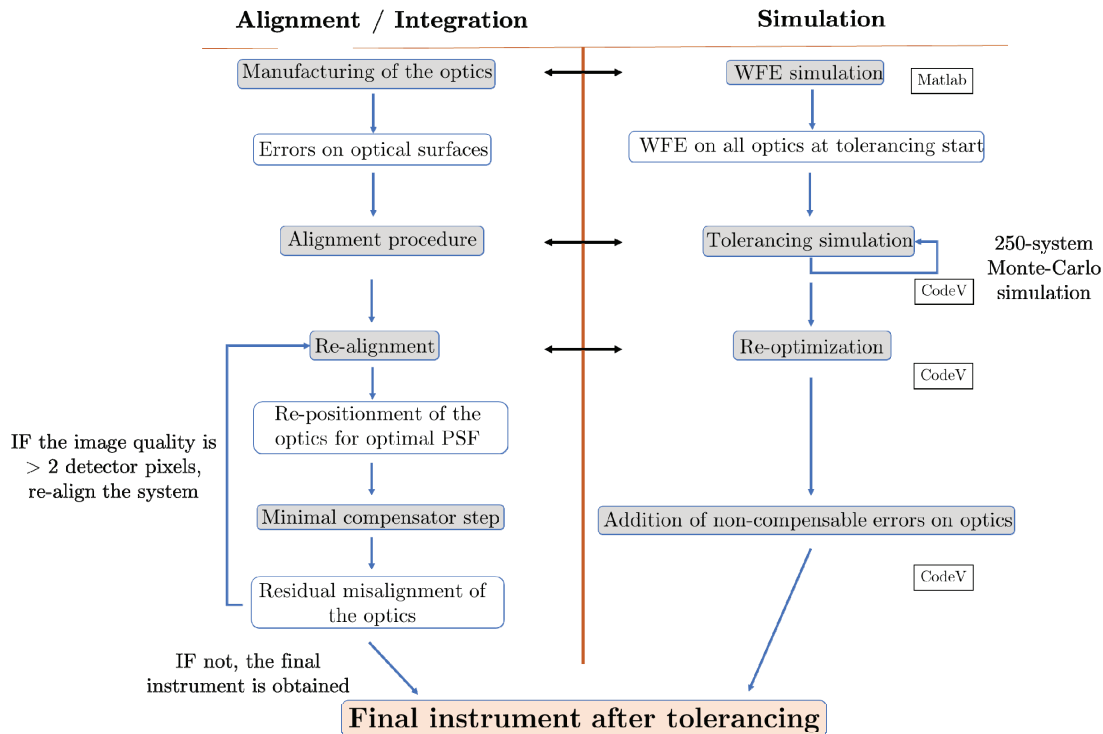 Alignment / Integration
Simulation
Manufacturing of the optics
WFE simulation
Matlab
Errors on optical surfaces
WFE on all optics at tolerancing start
Alignment procedure
Tolerancing simulation
250-system
Monte-Carlo
simulation
CodeV
Re-alignment
Re-optimization
CodeV
Re-positionment of the
optics for optimal PSF
IF the image quality is
> 2 detector pixels,
re-align the system
Minimal compensator step
Addition of non-compensable errors on optics
CodeV
Residual misalignment of
the optics
IF not, the final
instrument is obtained
Final instrument after tolerancing